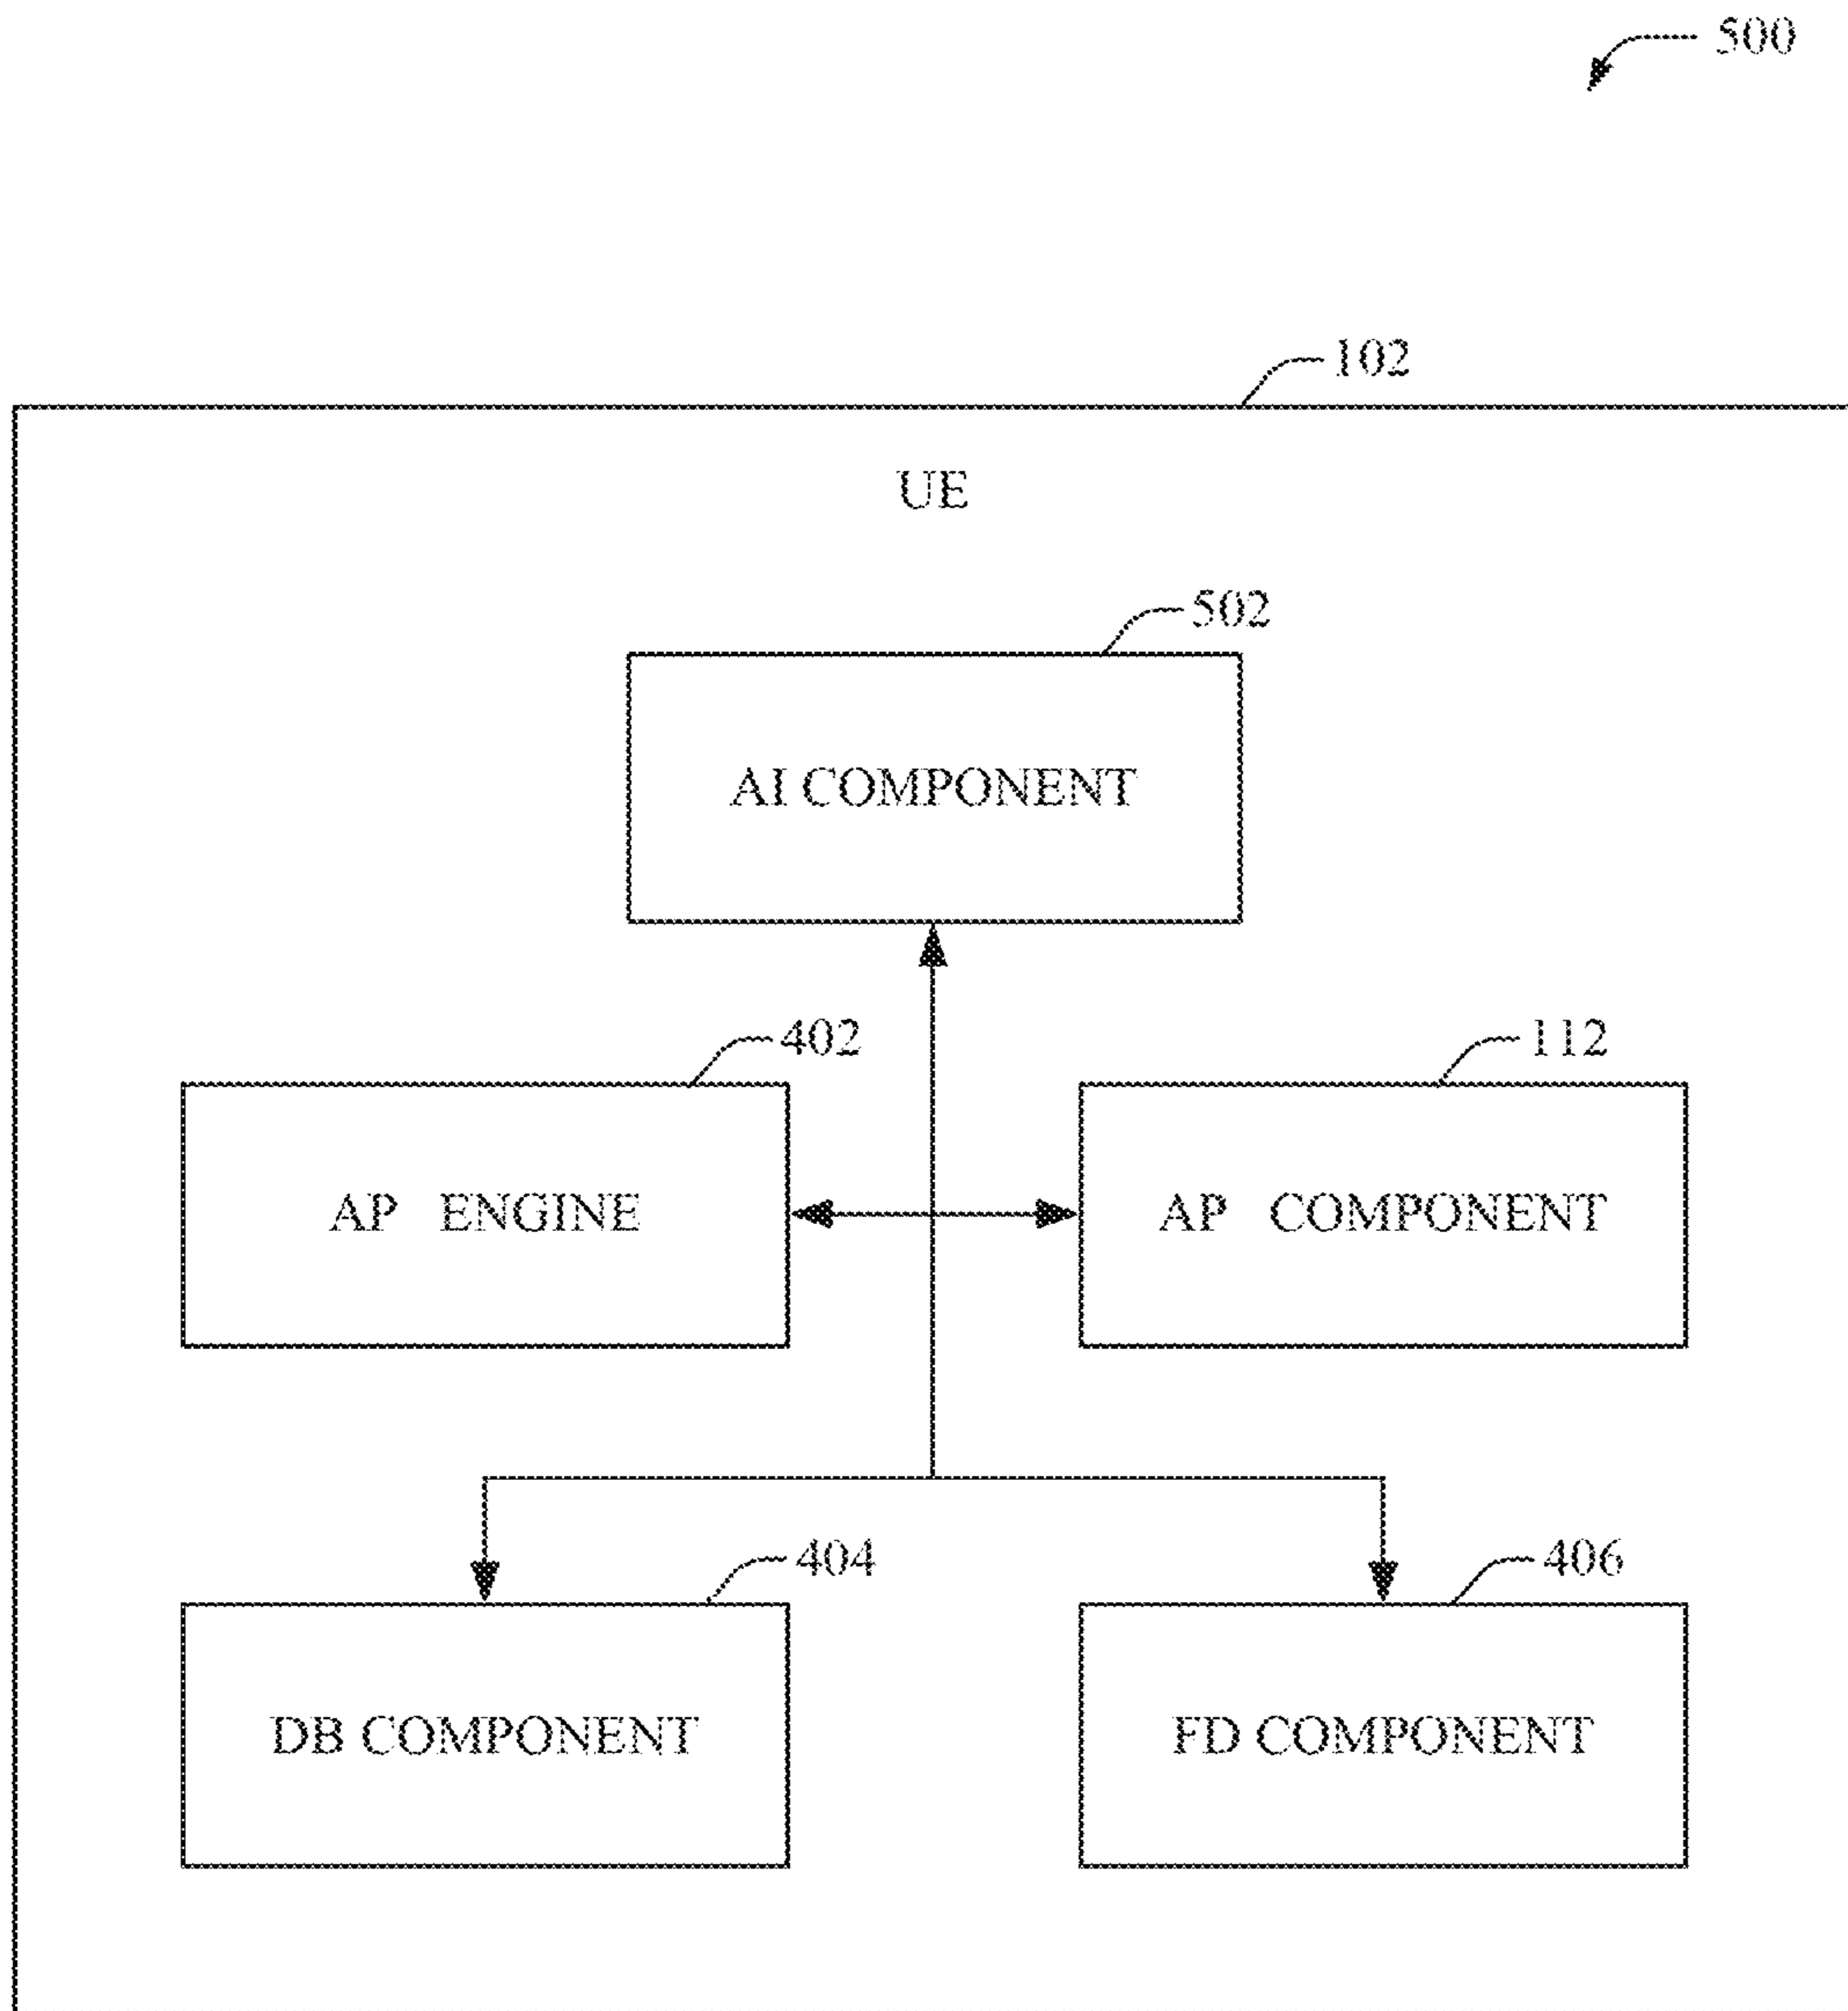 500
102
UE
502
AI COMPONENT
402
112
AP ENGINE
AP COMPONENT
404
406
DB COMPONENT
FD COMPONENT